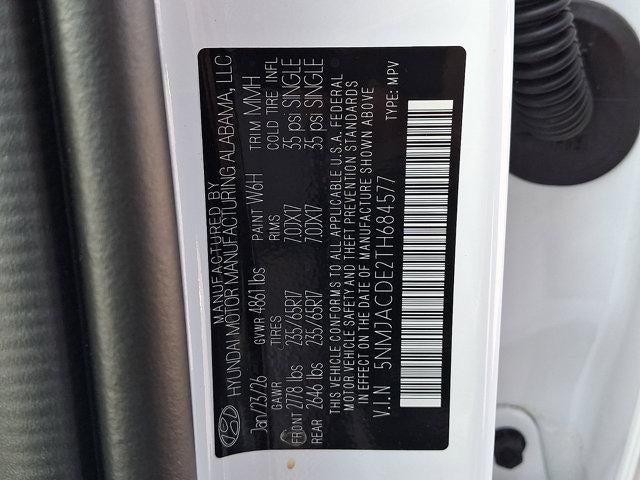 MANUFACTURED BY
HYUNDAI MOTOR MANUFACTURING ALABAMA, LLC
Jan/23/26 GVWR 4861 lbs PAINT W6H TRIM MMH
GAWR TIRES RIMS COLD TIRE INFL
FRONT 2778 lbs 235/65R17 7.0JX17 35 psi SINGLE
REAR 2646 lbs 235/65R17 7.0JX17 35 psi SINGLE
THIS VEHICLE CONFORMS TO ALL APPLICABLE U.S.A. FEDERAL
MOTOR VEHICLE SAFETY AND THEFT PREVENTION STANDARDS
IN EFFECT ON THE DATE OF MANUFACTURE SHOWN ABOVE
V.I.N 5NMJACDE2TH684577 TYPE: MPV